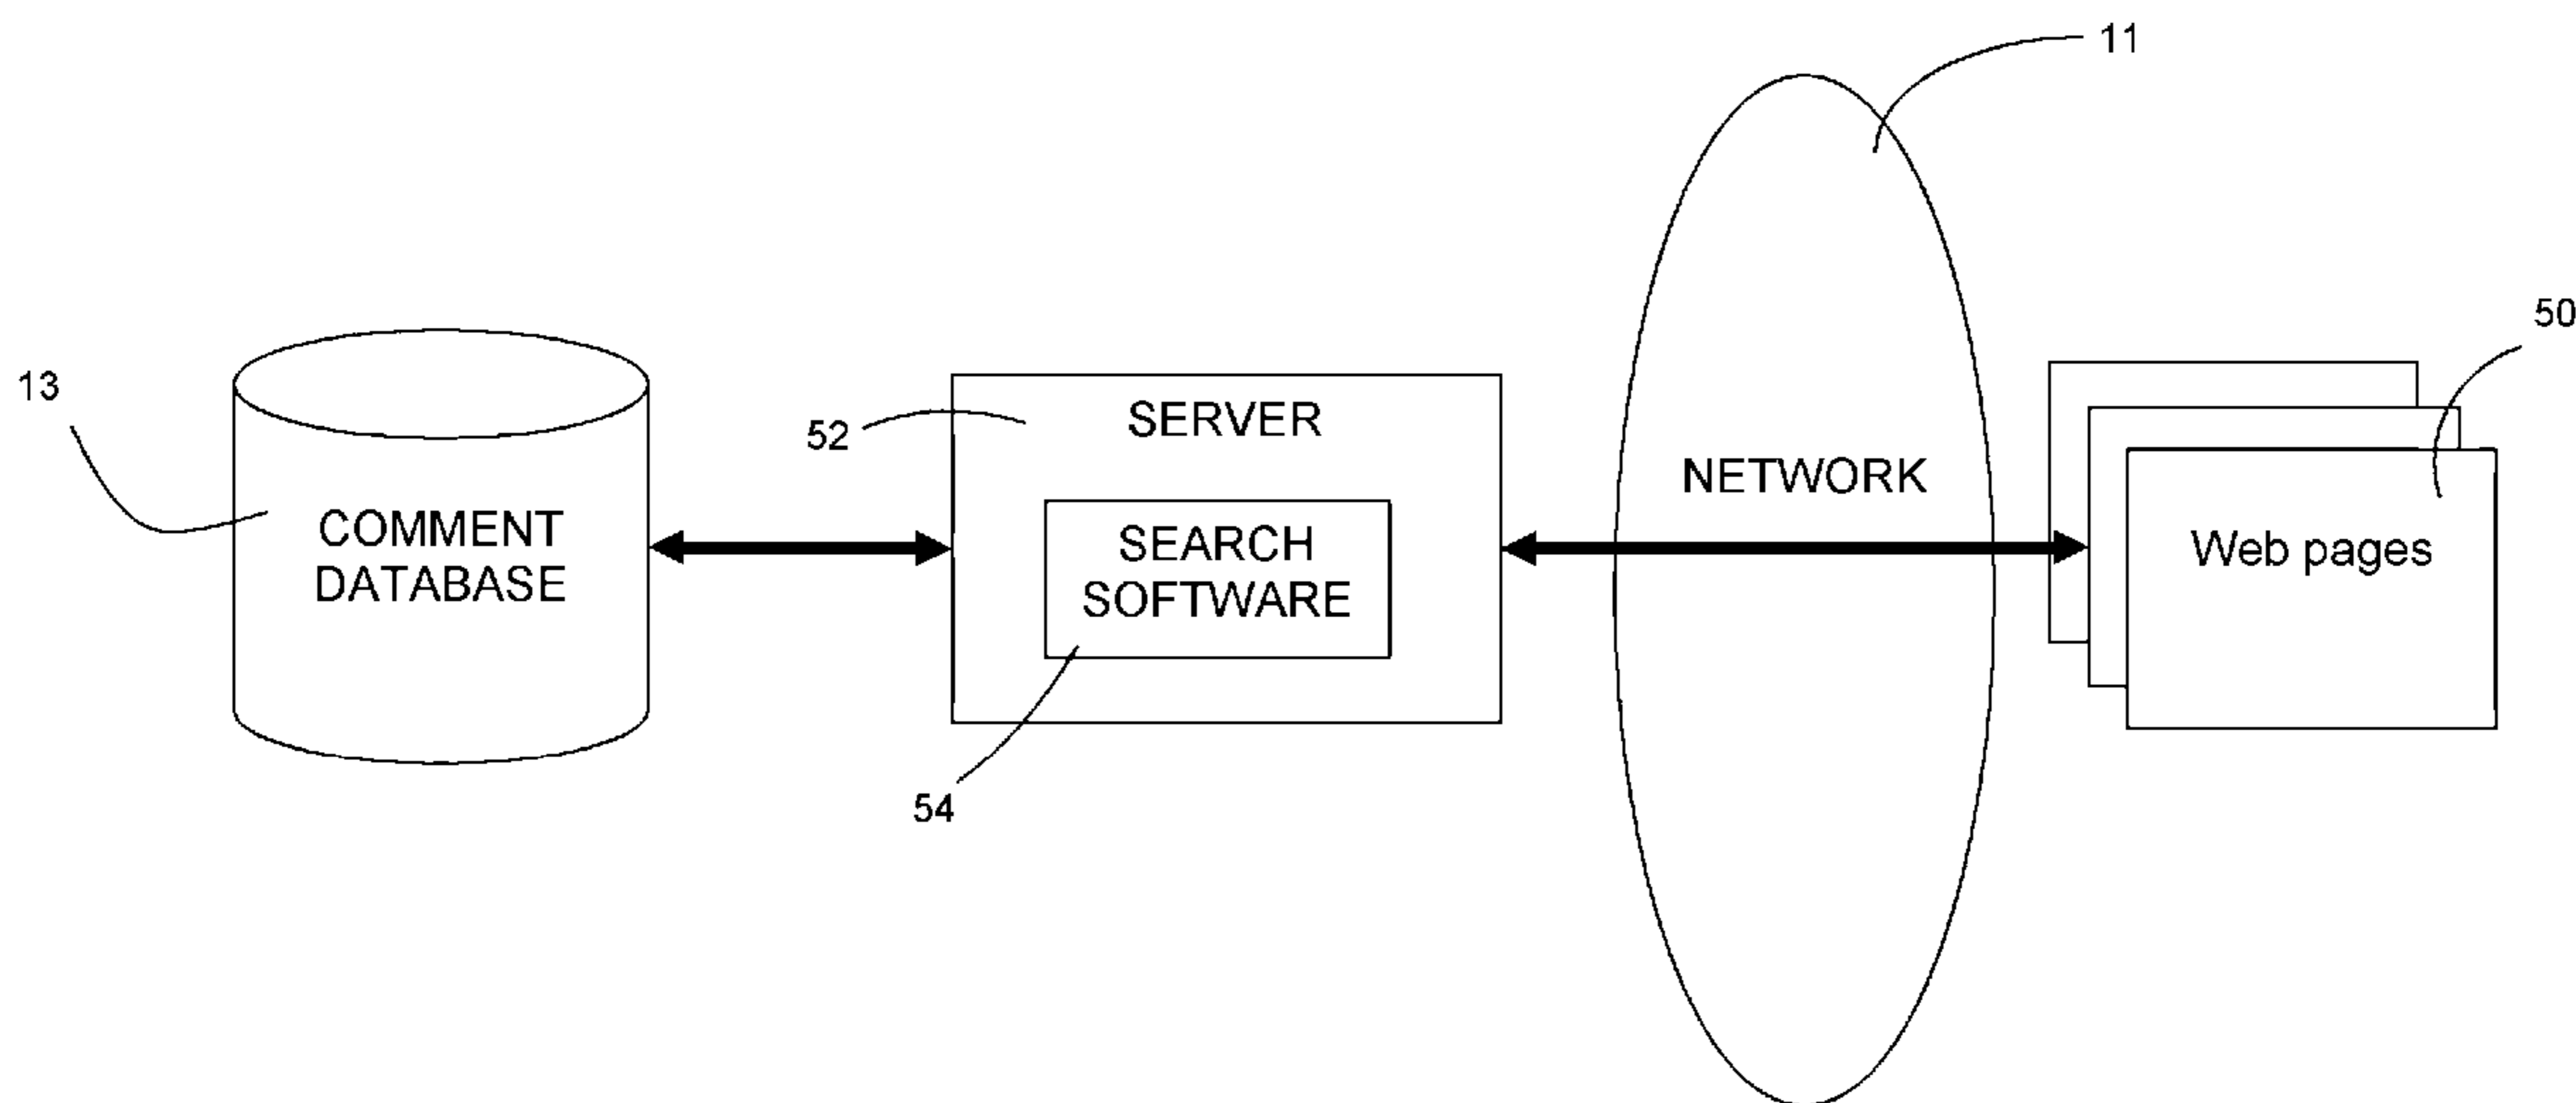 11
50
13
52
SERVER
NETWORK
COMMENT
DATABASE
SEARCH
SOFTWARE
Web pages
54